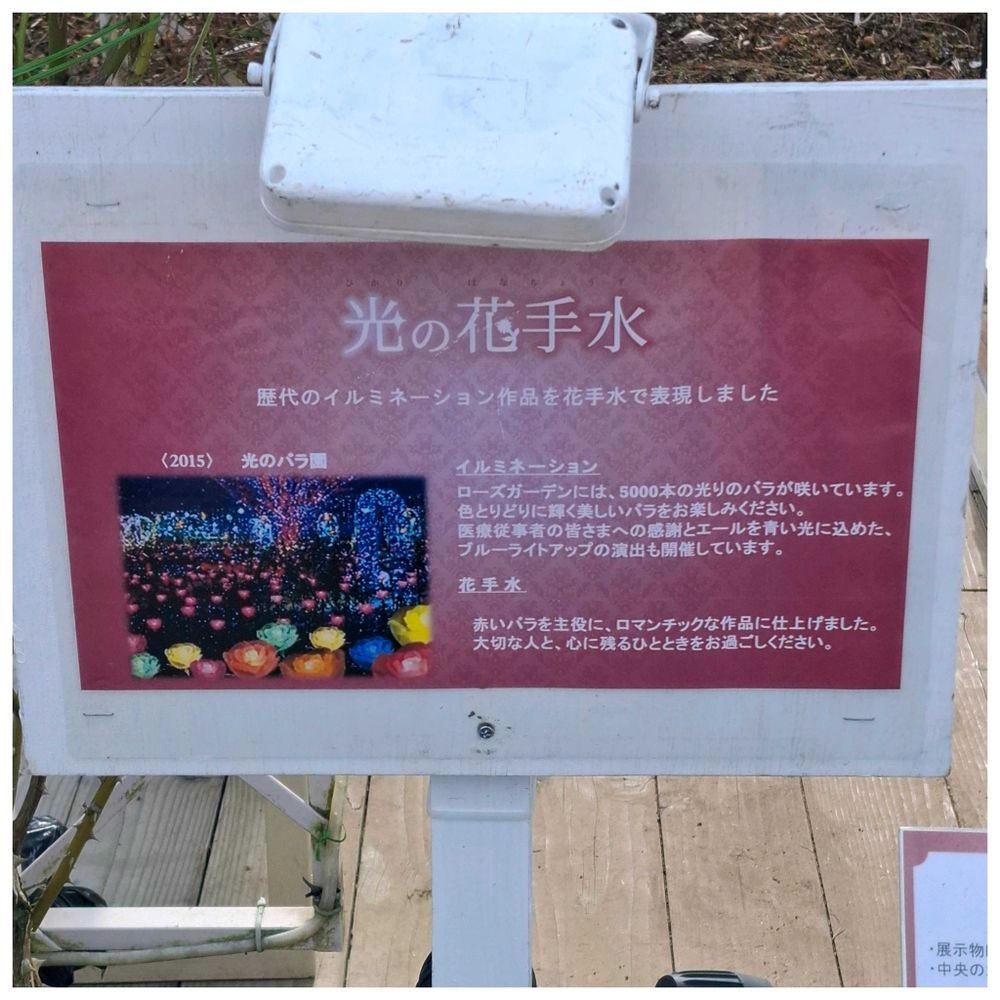 ひかり はなちょうず
光の花手水
歴代のイルミネーション作品を花手水で表現しました
〈2015〉 光のバラ園
イルミネーション
ローズガーデンには、5000本の光りのバラが咲いています。
色とりどりに輝く美しいバラをお楽しみください。
医療従事者の皆さまへの感謝とエールを青い光に込めた、
ブルーライトアップの演出も開催しています。
花手水
赤いバラを主役に、ロマンチックな作品に仕上げました。
大切な人と、心に残るひとときをお過ごしください。
・展示物
・中央の